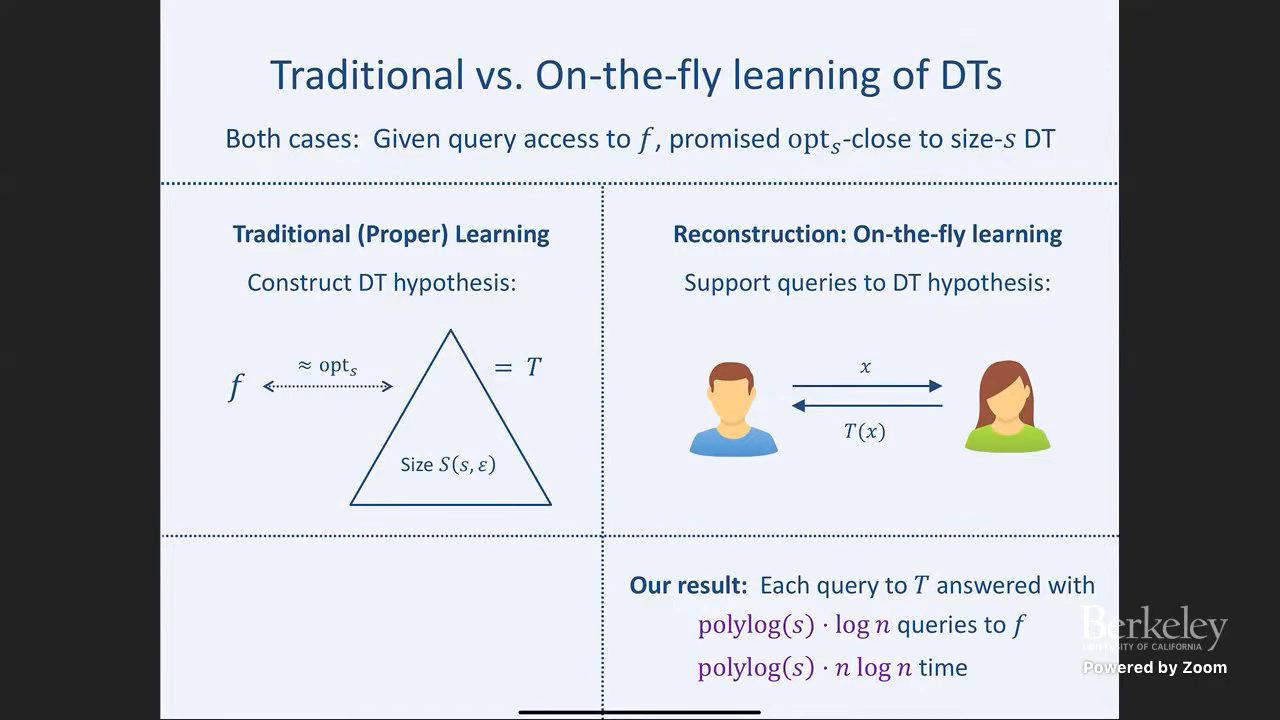 Traditional vs. On-the-fly learning of DTs
Both cases: Given query access to f, promised optₛ-close to size-s DT
Traditional (Proper) Learning
Construct DT hypothesis:
f
≈ optₛ
= T
Size S(s, ε)
Reconstruction: On-the-fly learning
Support queries to DT hypothesis:
x
T(x)
Our result: Each query to T answered with
polylog(s) · log n queries to f
polylog(s) · n log n time
Berkeley
UNIVERSITY OF CALIFORNIA
Powered by Zoom